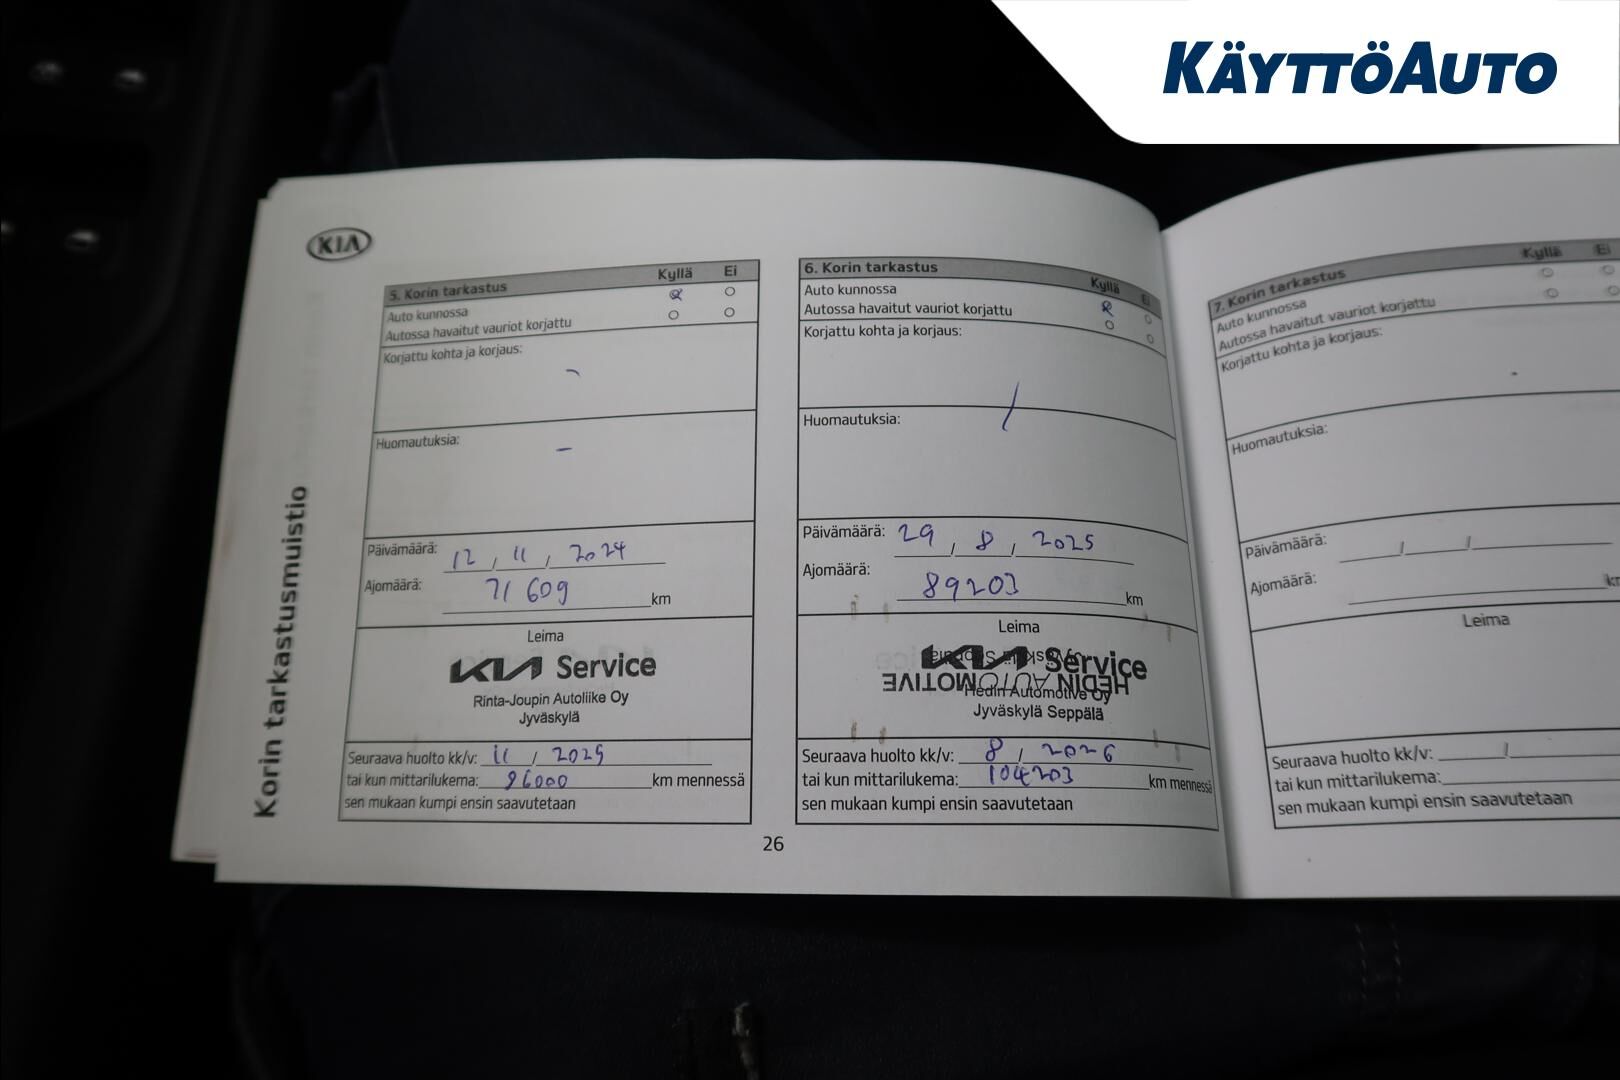 KÄYTTÖAUTO
KIA
Korin tarkastusmuistio
5. Korin tarkastus Kyllä Ei
Auto kunnossa
Autossa havaitut vauriot korjattu
Korjattu kohta ja korjaus:
Huomautuksia:
Päivämäärä: 12 / 11 / 2024
Ajomäärä: 71 609 km
Leima
KIA Service
Rinta-Joupin Autoliike Oy
Jyväskylä
Seuraava huolto kk/v: 11 / 2025
tai kun mittarilukema: 86000 km mennessä
sen mukaan kumpi ensin saavutetaan
6. Korin tarkastus Kyllä Ei
Auto kunnossa
Autossa havaitut vauriot korjattu
Korjattu kohta ja korjaus:
Huomautuksia:
Päivämäärä: 29 / 8 / 2025
Ajomäärä: 89203 km
Leima
KIA Service
HEDIN AUTOMOTIVE
Hedin Automotive Oy
Jyväskylä Seppälä
Seuraava huolto kk/v: 8 / 2026
tai kun mittarilukema: 104203 km mennessä
sen mukaan kumpi ensin saavutetaan
26
7. Korin tarkastus Kyllä Ei
Auto kunnossa
Autossa havaitut vauriot korjattu
Korjattu kohta ja korjaus:
Huomautuksia:
Päivämäärä: / /
Ajomäärä:
Leima
Seuraava huolto kk/v: /
tai kun mittarilukema:
sen mukaan kumpi ensin saavutetaan